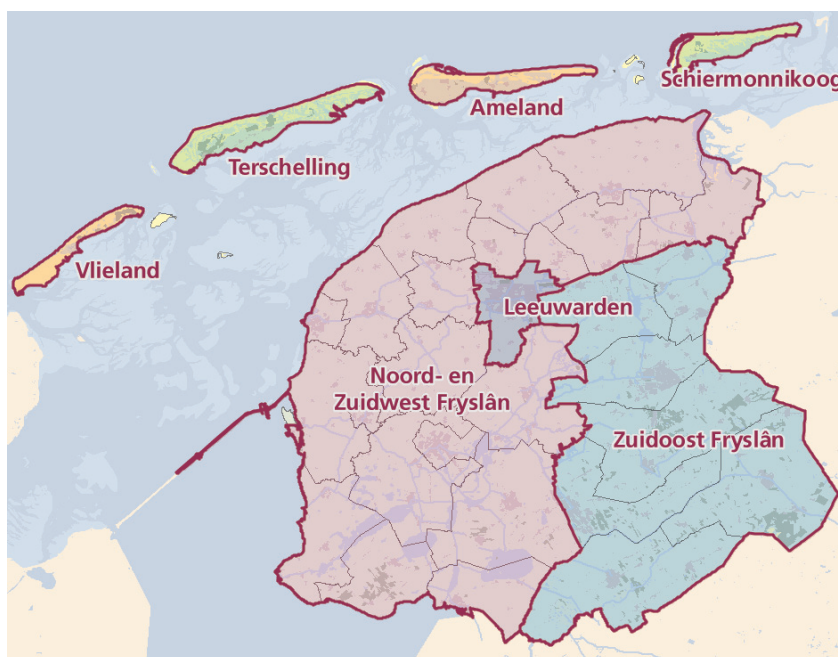 Schiermonnikoog
Ameland
Terschelling
Vlieland
Leeuwarden
Noord- en
Zuidwest Fryslân
Zuidoost Fryslân